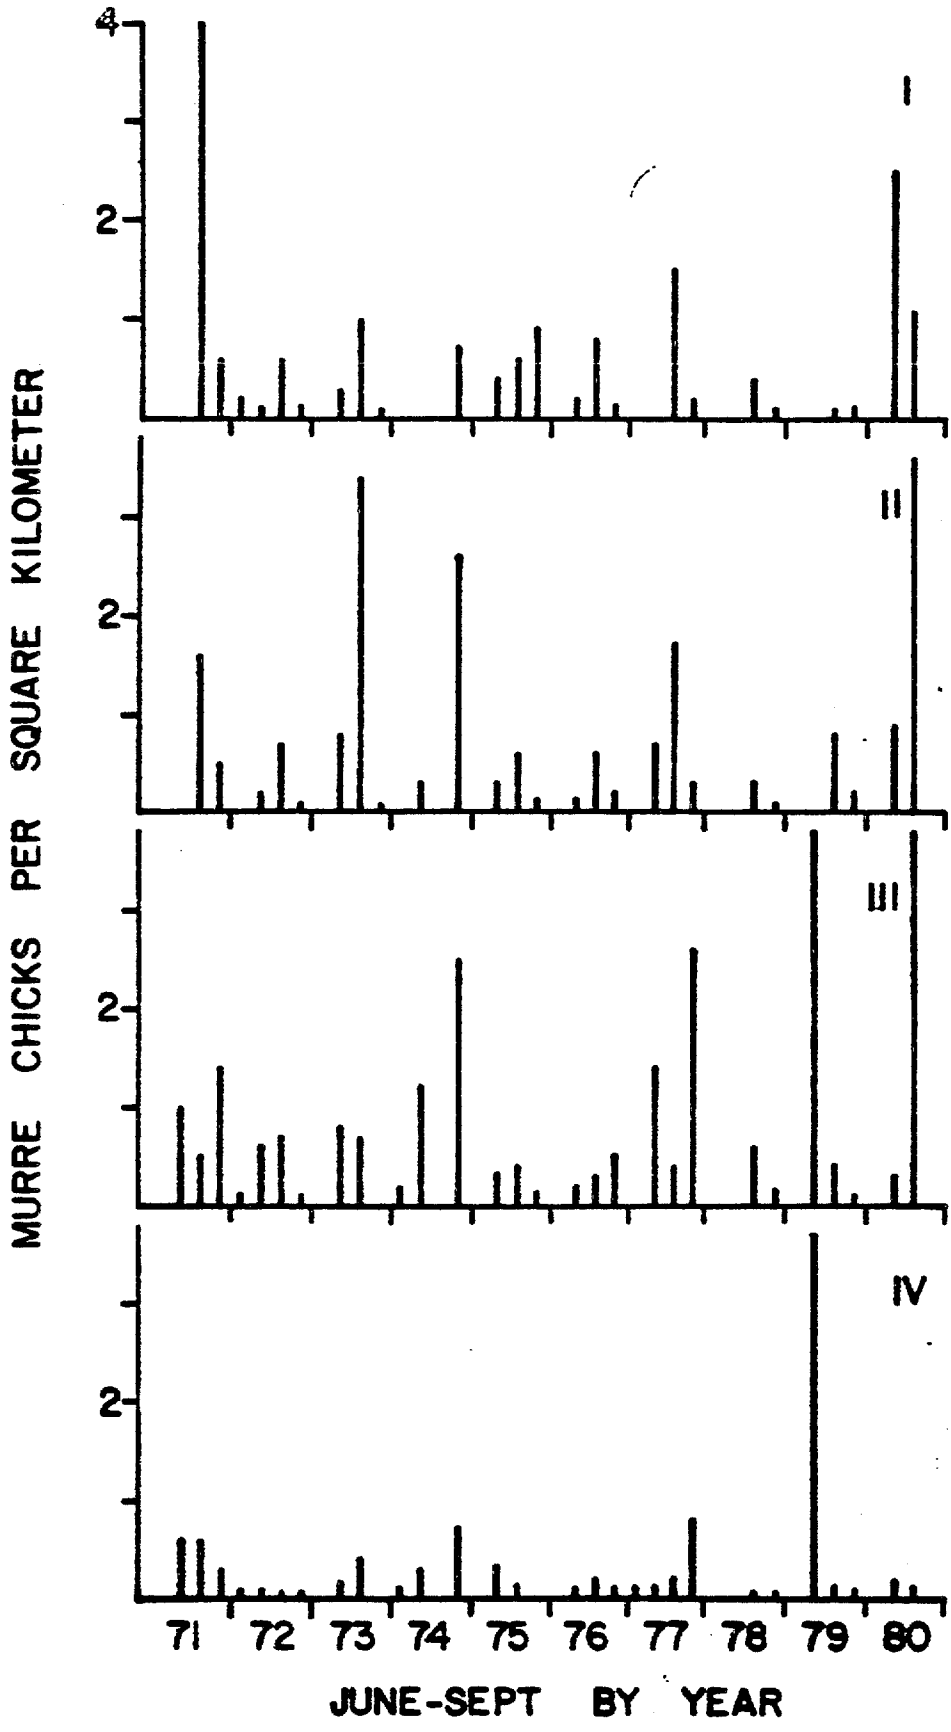 MURRE CHICKS PER SQUARE KILOMETER
4
2
I
2
II
2
III
2
IV
71 72 73 74 75 76 77 78 79 80
JUNE-SEPT BY YEAR